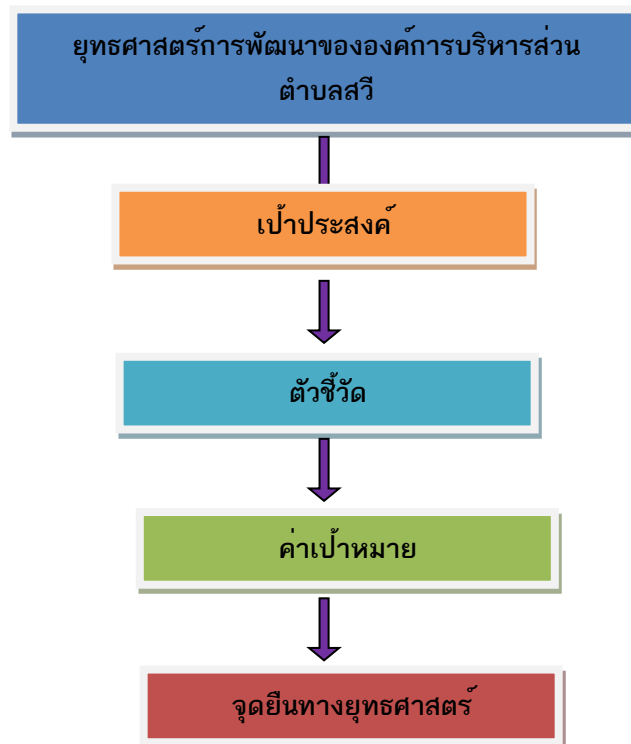 ยุทธศาสตร์การพัฒนาขององค์การบริหารส่วน
ตำบลสวี
เป้าประสงค์
ตัวชี้วัด
ค่าเป้าหมาย
จุดยืนทางยุทธศาสตร์